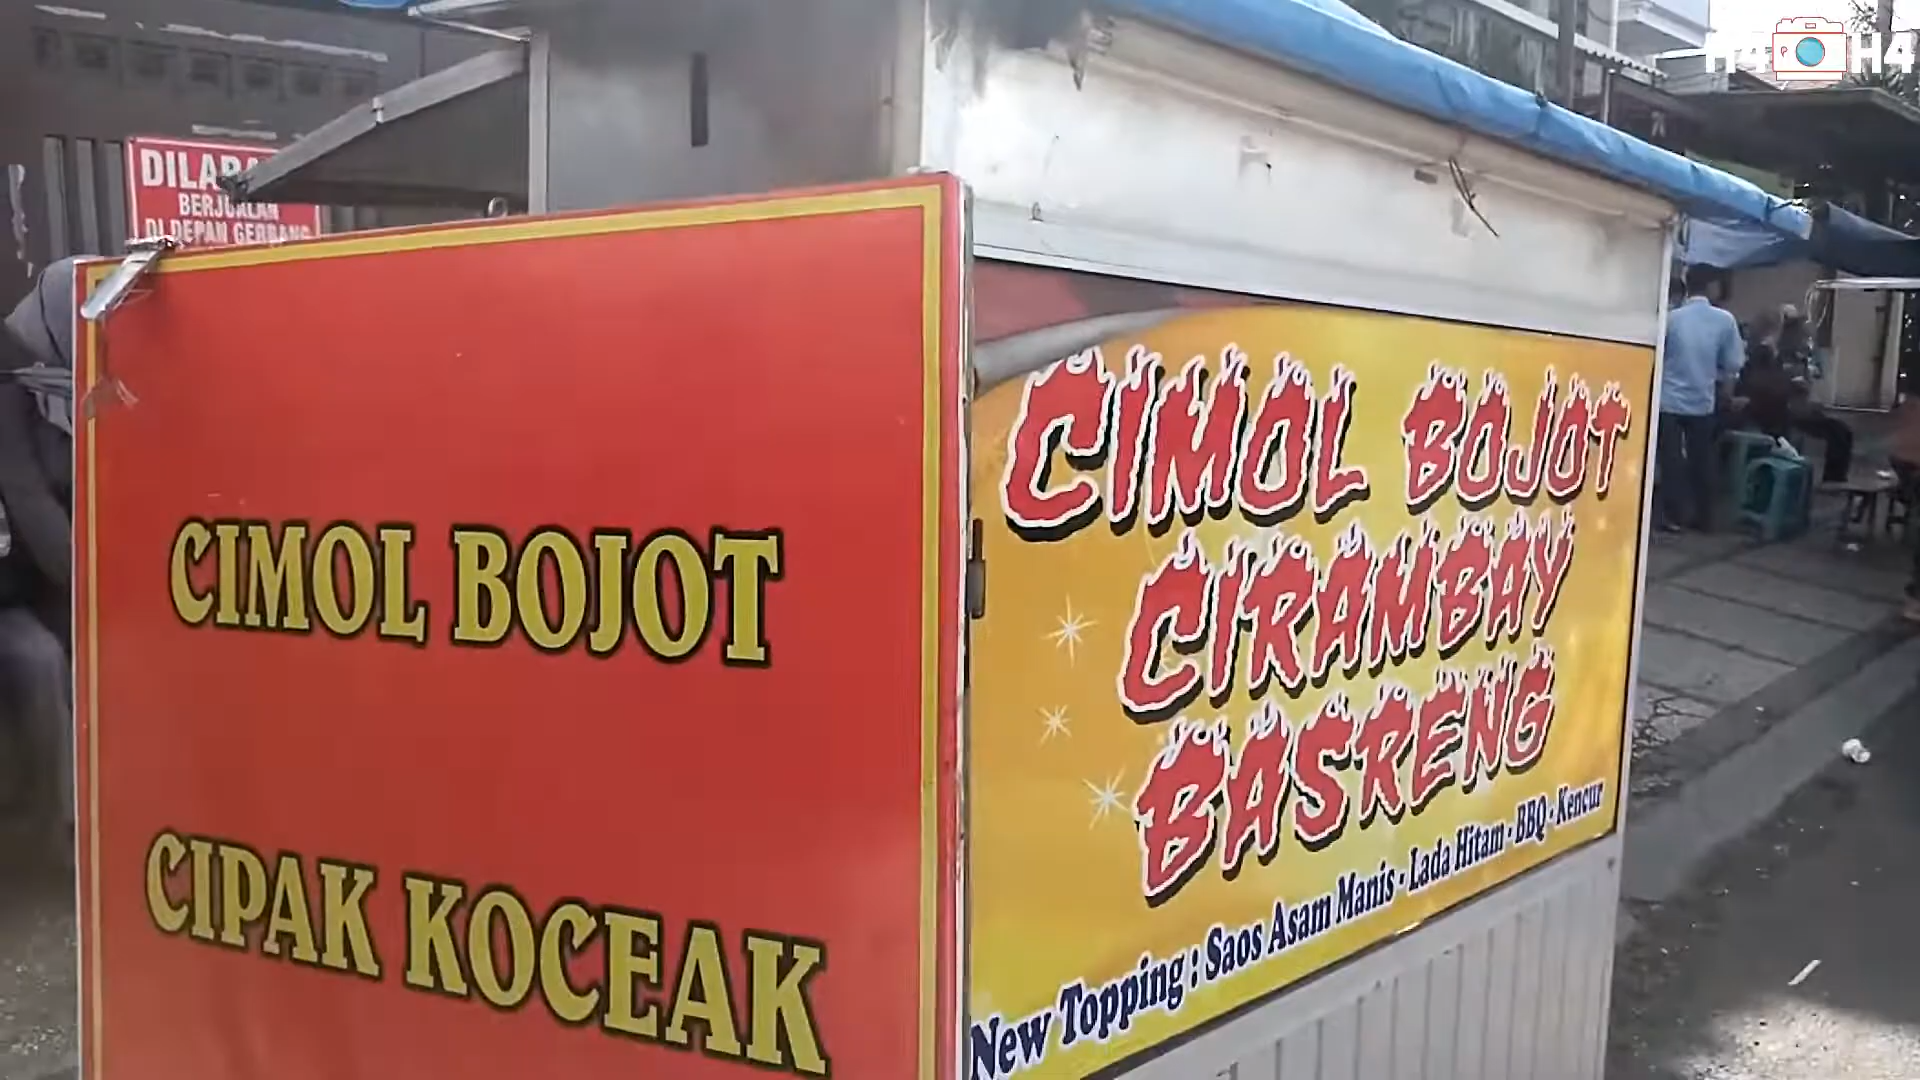 DILARANG
BERJUALAN
DI DEPAN GERBANG
CIMOL BOJOT
CIPAK KOCEAK
CIMOL BOJOT
CIRAMBAY
BASRENG
New Topping : Saos Asam Manis - Lada Hitam - BBQ - Kencur
H4 H4